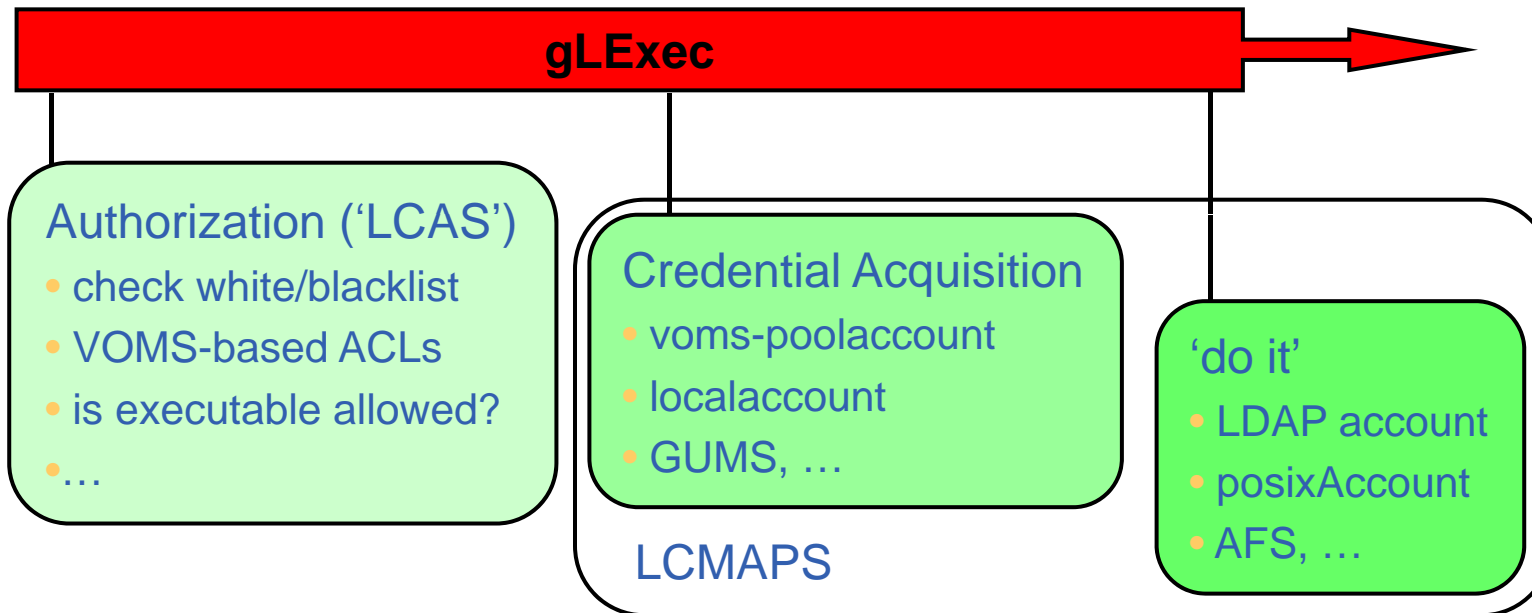 gLExec
Authorization (‘LCAS’)
• check white/blacklist
• VOMS-based ACLs
• is executable allowed?
•…
Credential Acquisition
• voms-poolaccount
• localaccount
• GUMS, …
LCMAPS
‘do it’
• LDAP account
• posixAccount
• AFS, …